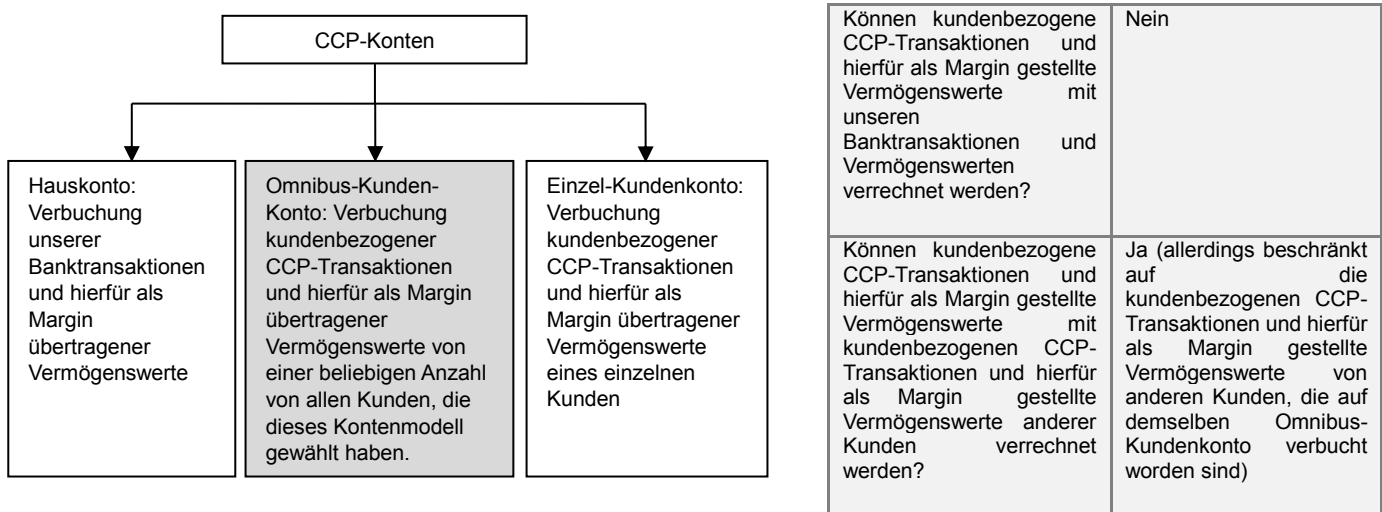 CCP-Konten
Hauskonto:
Verbuchung
unserer
Banktransaktionen
und hierfür als
Margin
übertragener
Vermögenswerte
Omnibus-Kunden-
Konto: Verbuchung
kundenbezogener
CCP-Transaktionen
und hierfür als Margin
übertragener
Vermögenswerte von
einer beliebigen Anzahl
von allen Kunden, die
dieses Kontenmodell
gewählt haben.
Einzel-Kundenkonto:
Verbuchung
kundenbezogener
CCP-Transaktionen
und hierfür als
Margin übertragener
Vermögenswerte
eines einzelnen
Kunden
Können kundenbezogene
CCP-Transaktionen und
hierfür als Margin gestellte
Vermögenswerte mit
unseren
Banktransaktionen und
Vermögenswerten
verrechnet werden?
Nein
Können kundenbezogene
CCP-Transaktionen und
hierfür als Margin gestellte
Vermögenswerte mit
kundenbezogenen CCP-
Transaktionen und hierfür
als Margin gestellte
Vermögenswerte anderer
Kunden verrechnet
werden?
Ja (allerdings beschränkt
auf die
kundenbezogenen CCP-
Transaktionen und hierfür
als Margin gestellte
Vermögenswerte von
anderen Kunden, die auf
demselben Omnibus-
Kundenkonto verbucht
worden sind)